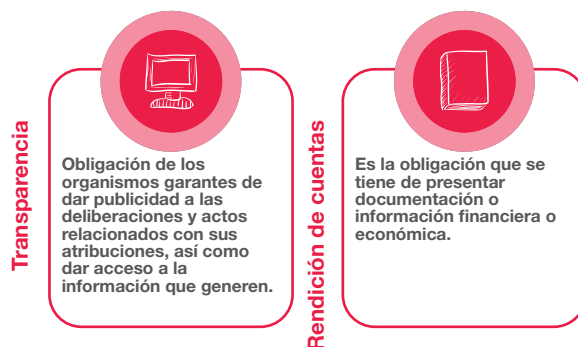 Transparencia
Obligación de los
organismos garantes de
dar publicidad a las
deliberaciones y actos
relacionados con sus
atribuciones, así como
dar acceso a la
información que generen.
Rendición de cuentas
Es la obligación que se
tiene de presentar
documentación o
información financiera o
económica.